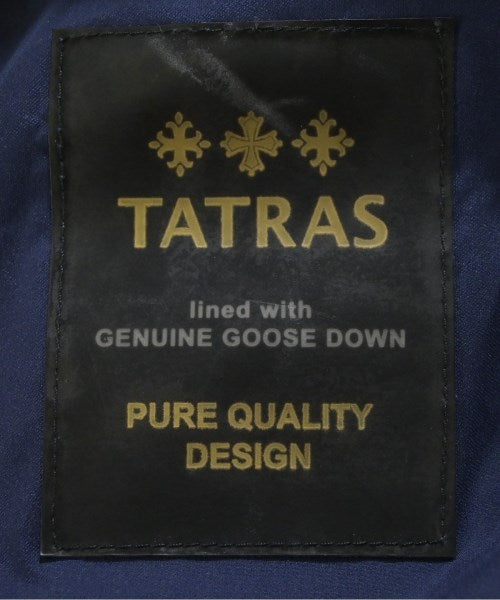 TATRAS
lined with
GENUINE GOOSE DOWN
PURE QUALITY
DESIGN